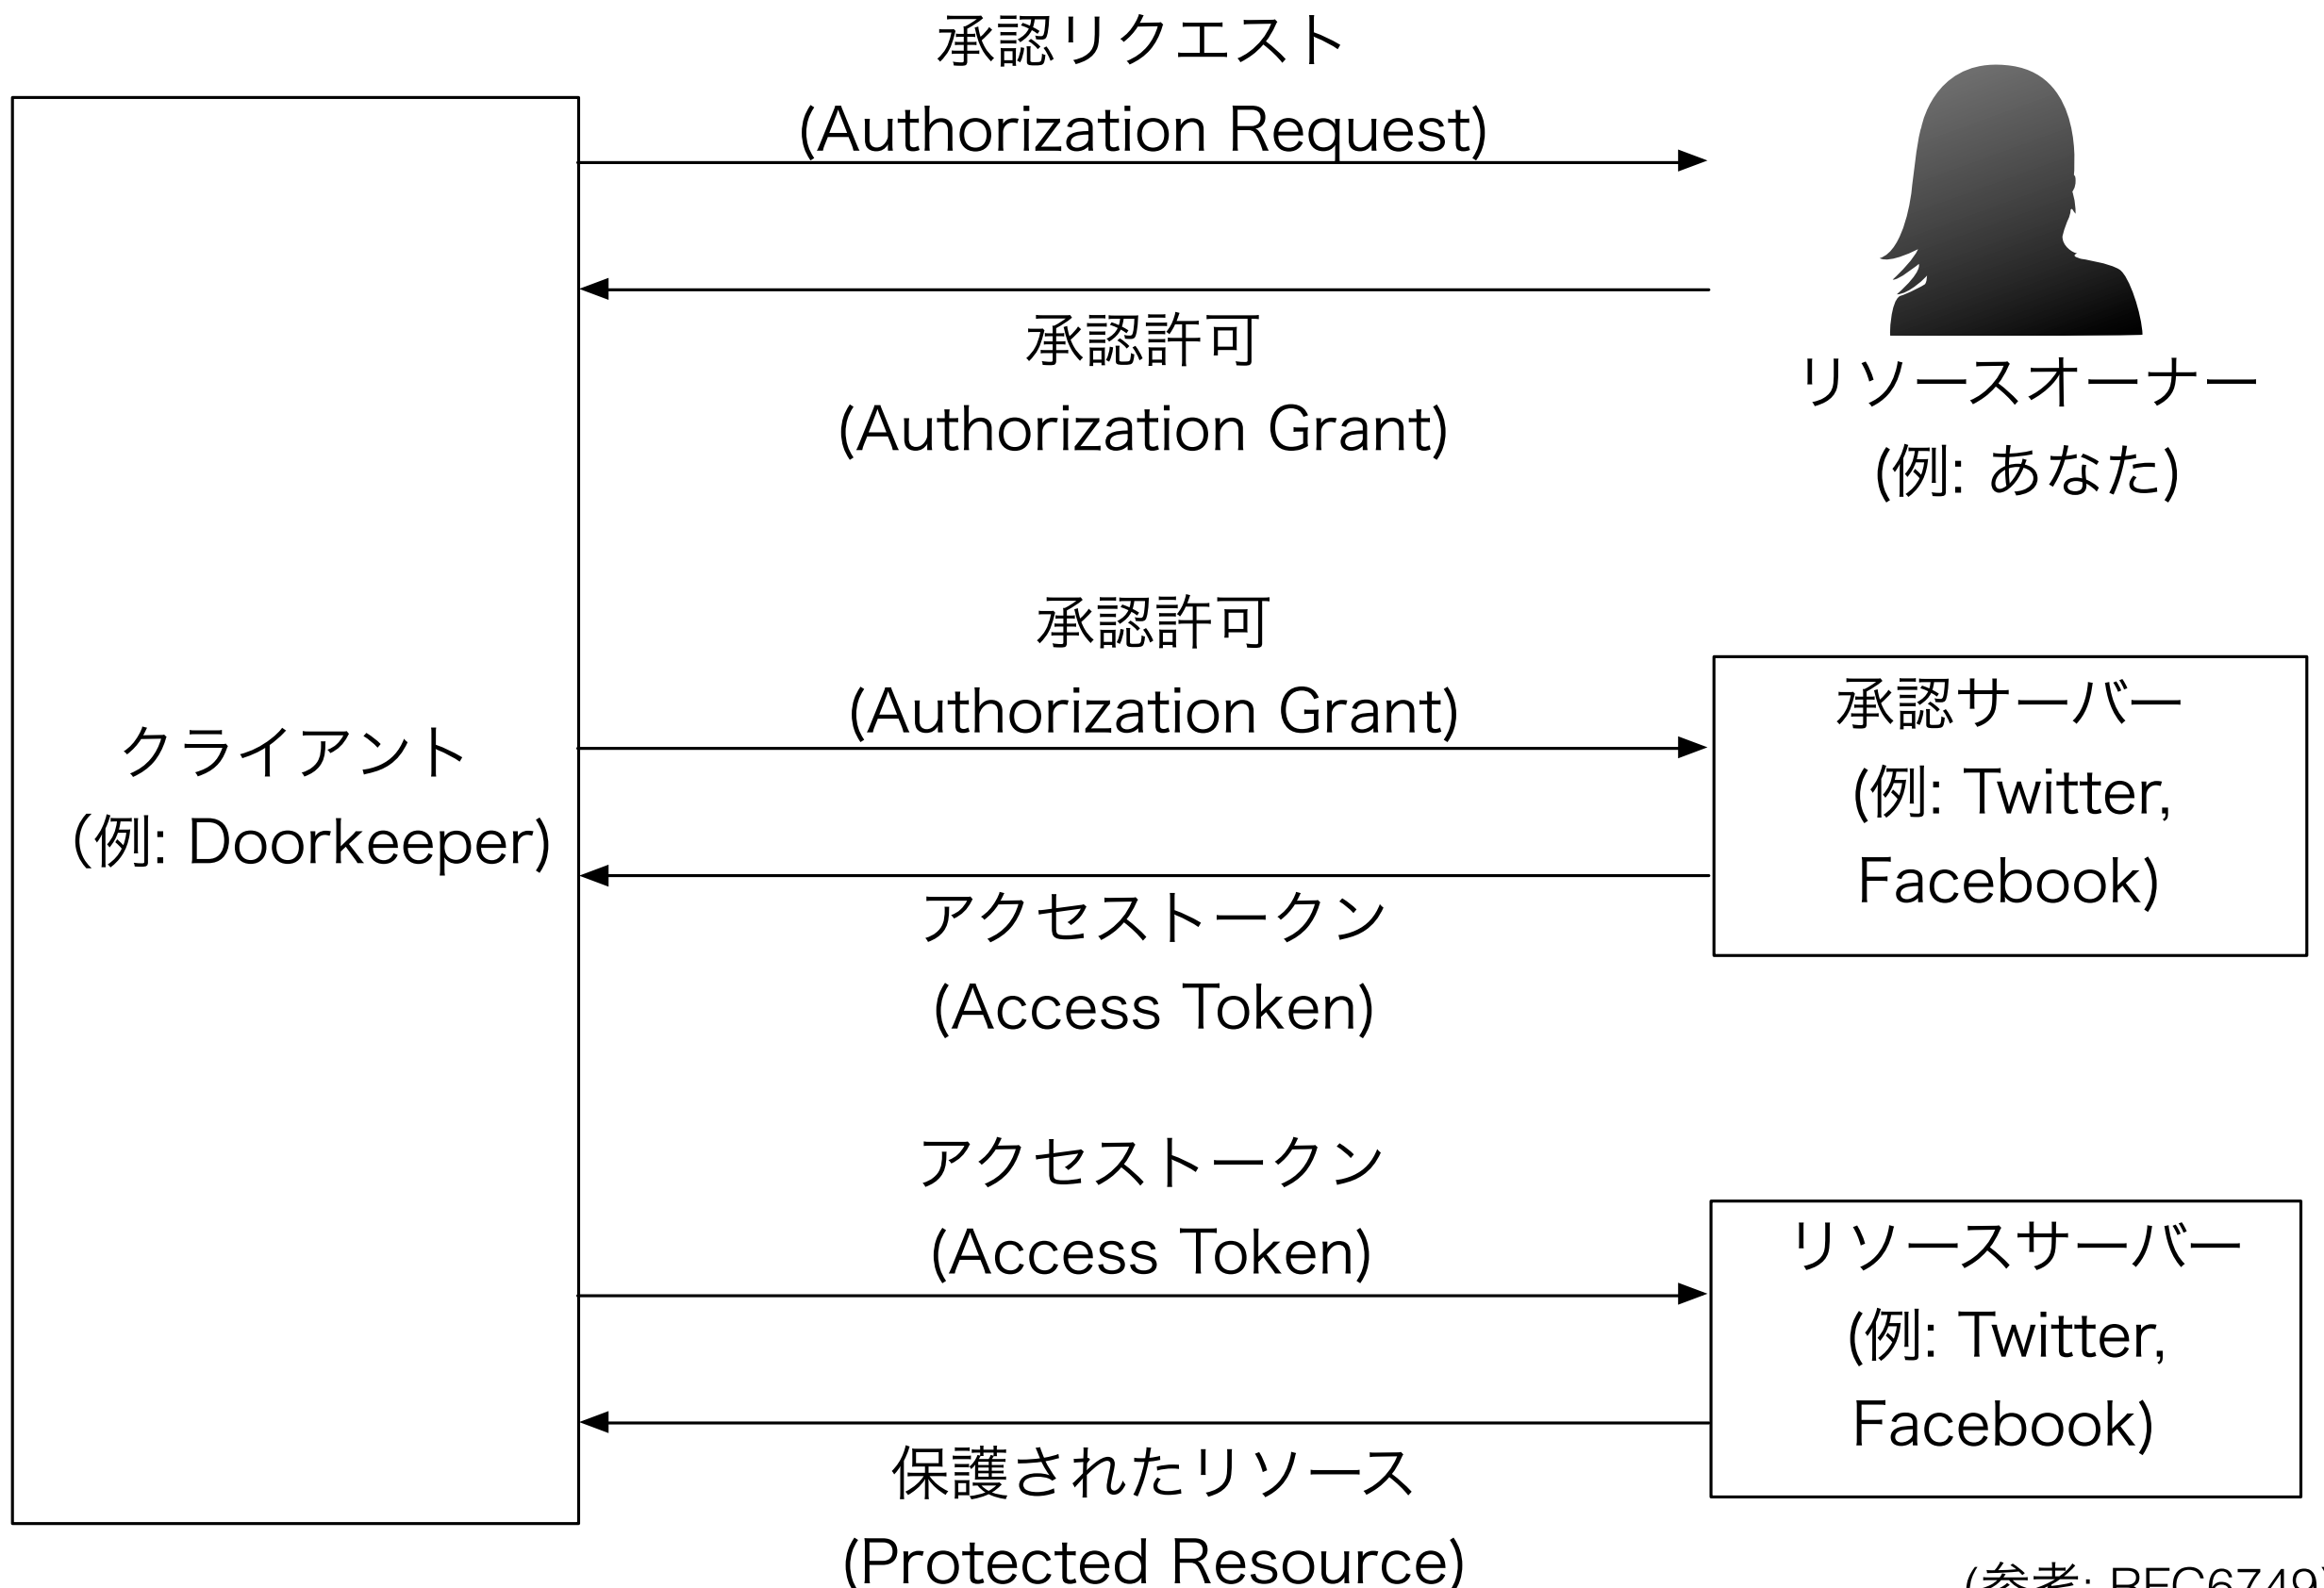 承認リクエスト
(Authorization Request)
承認許可
(Authorization Grant)
リソースオーナー
(例: あなた)
承認許可
(Authorization Grant)
クライアント
(例: Doorkeeper)
承認サーバー
(例: Twitter,
Facebook)
アクセストークン
(Access Token)
アクセストークン
(Access Token)
リソースサーバー
(例: Twitter,
Facebook)
保護されたリソース
(Protected Resource)
(参考: RFC6749)